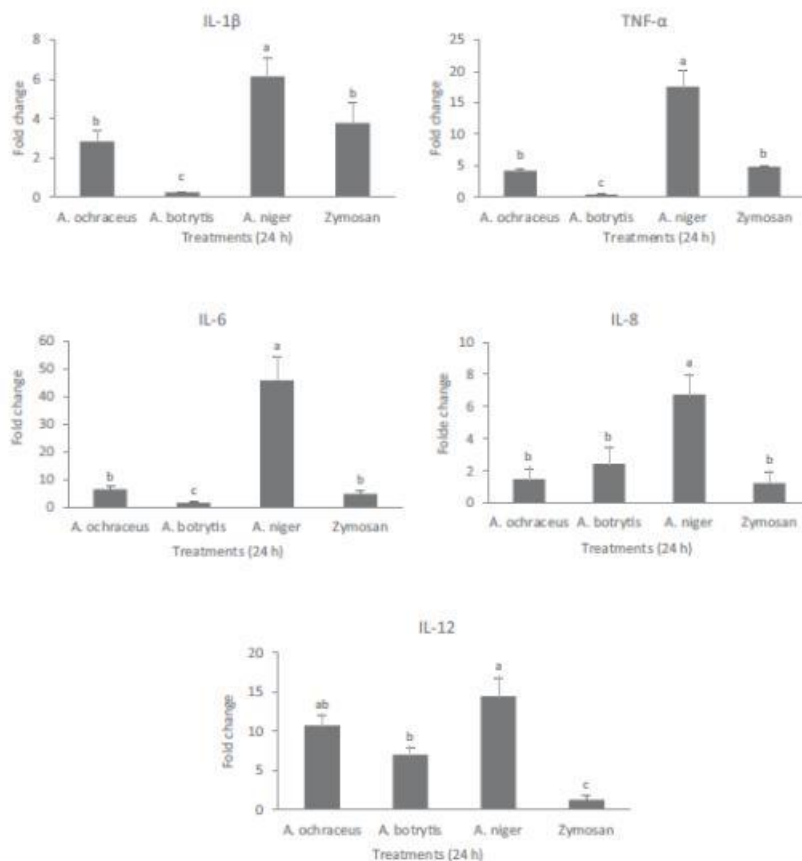 IL-1β
Fold change
8
6
4
2
0
b
c
a
b
A. ochraceus A. botrytis A. niger Zymosan
Treatments (24 h)
TNF-α
Fold change
25
20
15
10
5
0
b
c
a
b
A. ochraceus A. botrytis A. niger Zymosan
Treatments (24 h)
IL-6
Fold change
60
50
40
30
20
10
0
b
c
a
b
A. ochraceus A. botrytis A. niger Zymosan
Treatments (24 h)
IL-8
Folde change
10
8
6
4
2
0
b
b
a
b
A. ochraceus A. botrytis A. niger Zymosan
Treatments (24 h)
IL-12
Fold change
20
15
10
5
0
ab
b
a
c
A. ochraceus A. botrytis A. niger Zymosan
Treatments (24 h)